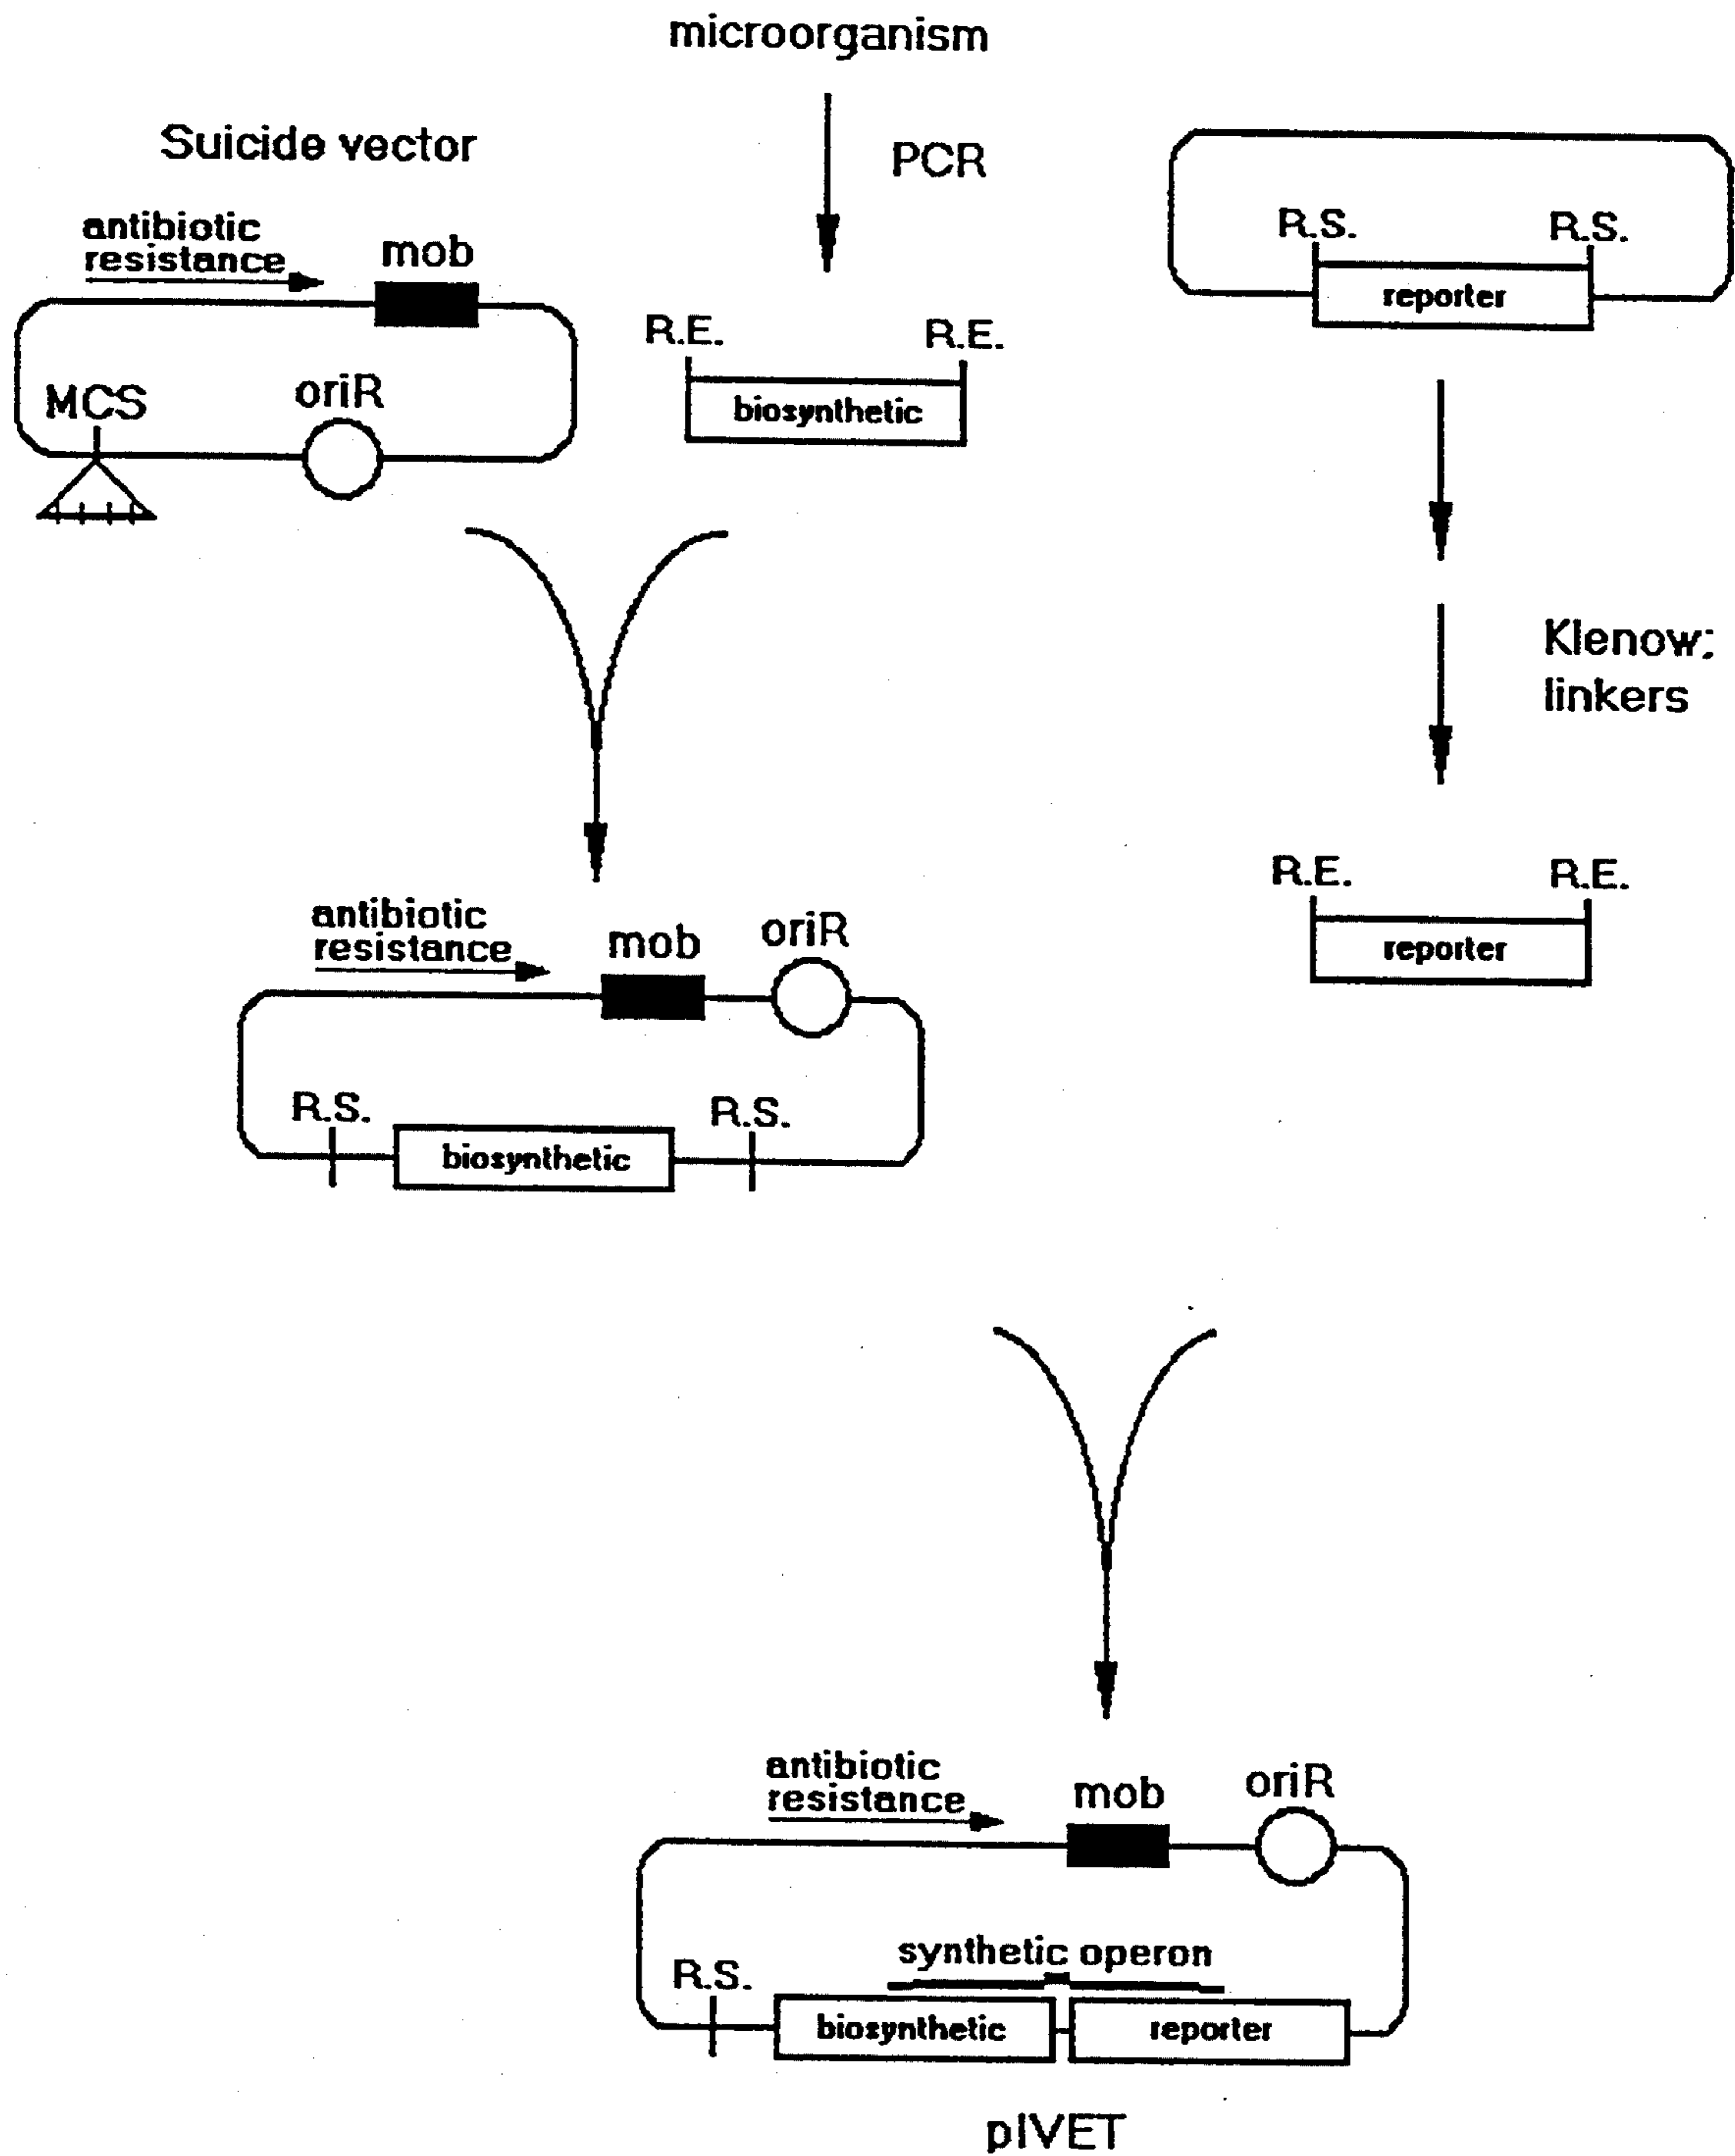 microorganism
PCR
Suicide vector
antibiotic
resistance
mob
MCS
oriR
R.E.
R.E.
biosynthetic
R.S.
R.S.
reporter
Klenow;
linkers
R.E.
R.E.
reporter
antibiotic
resistance
mob
oriR
R.S.
R.S.
biosynthetic
antibiotic
resistance
mob
oriR
synthetic operon
R.S.
biosynthetic
reporter
pIVET